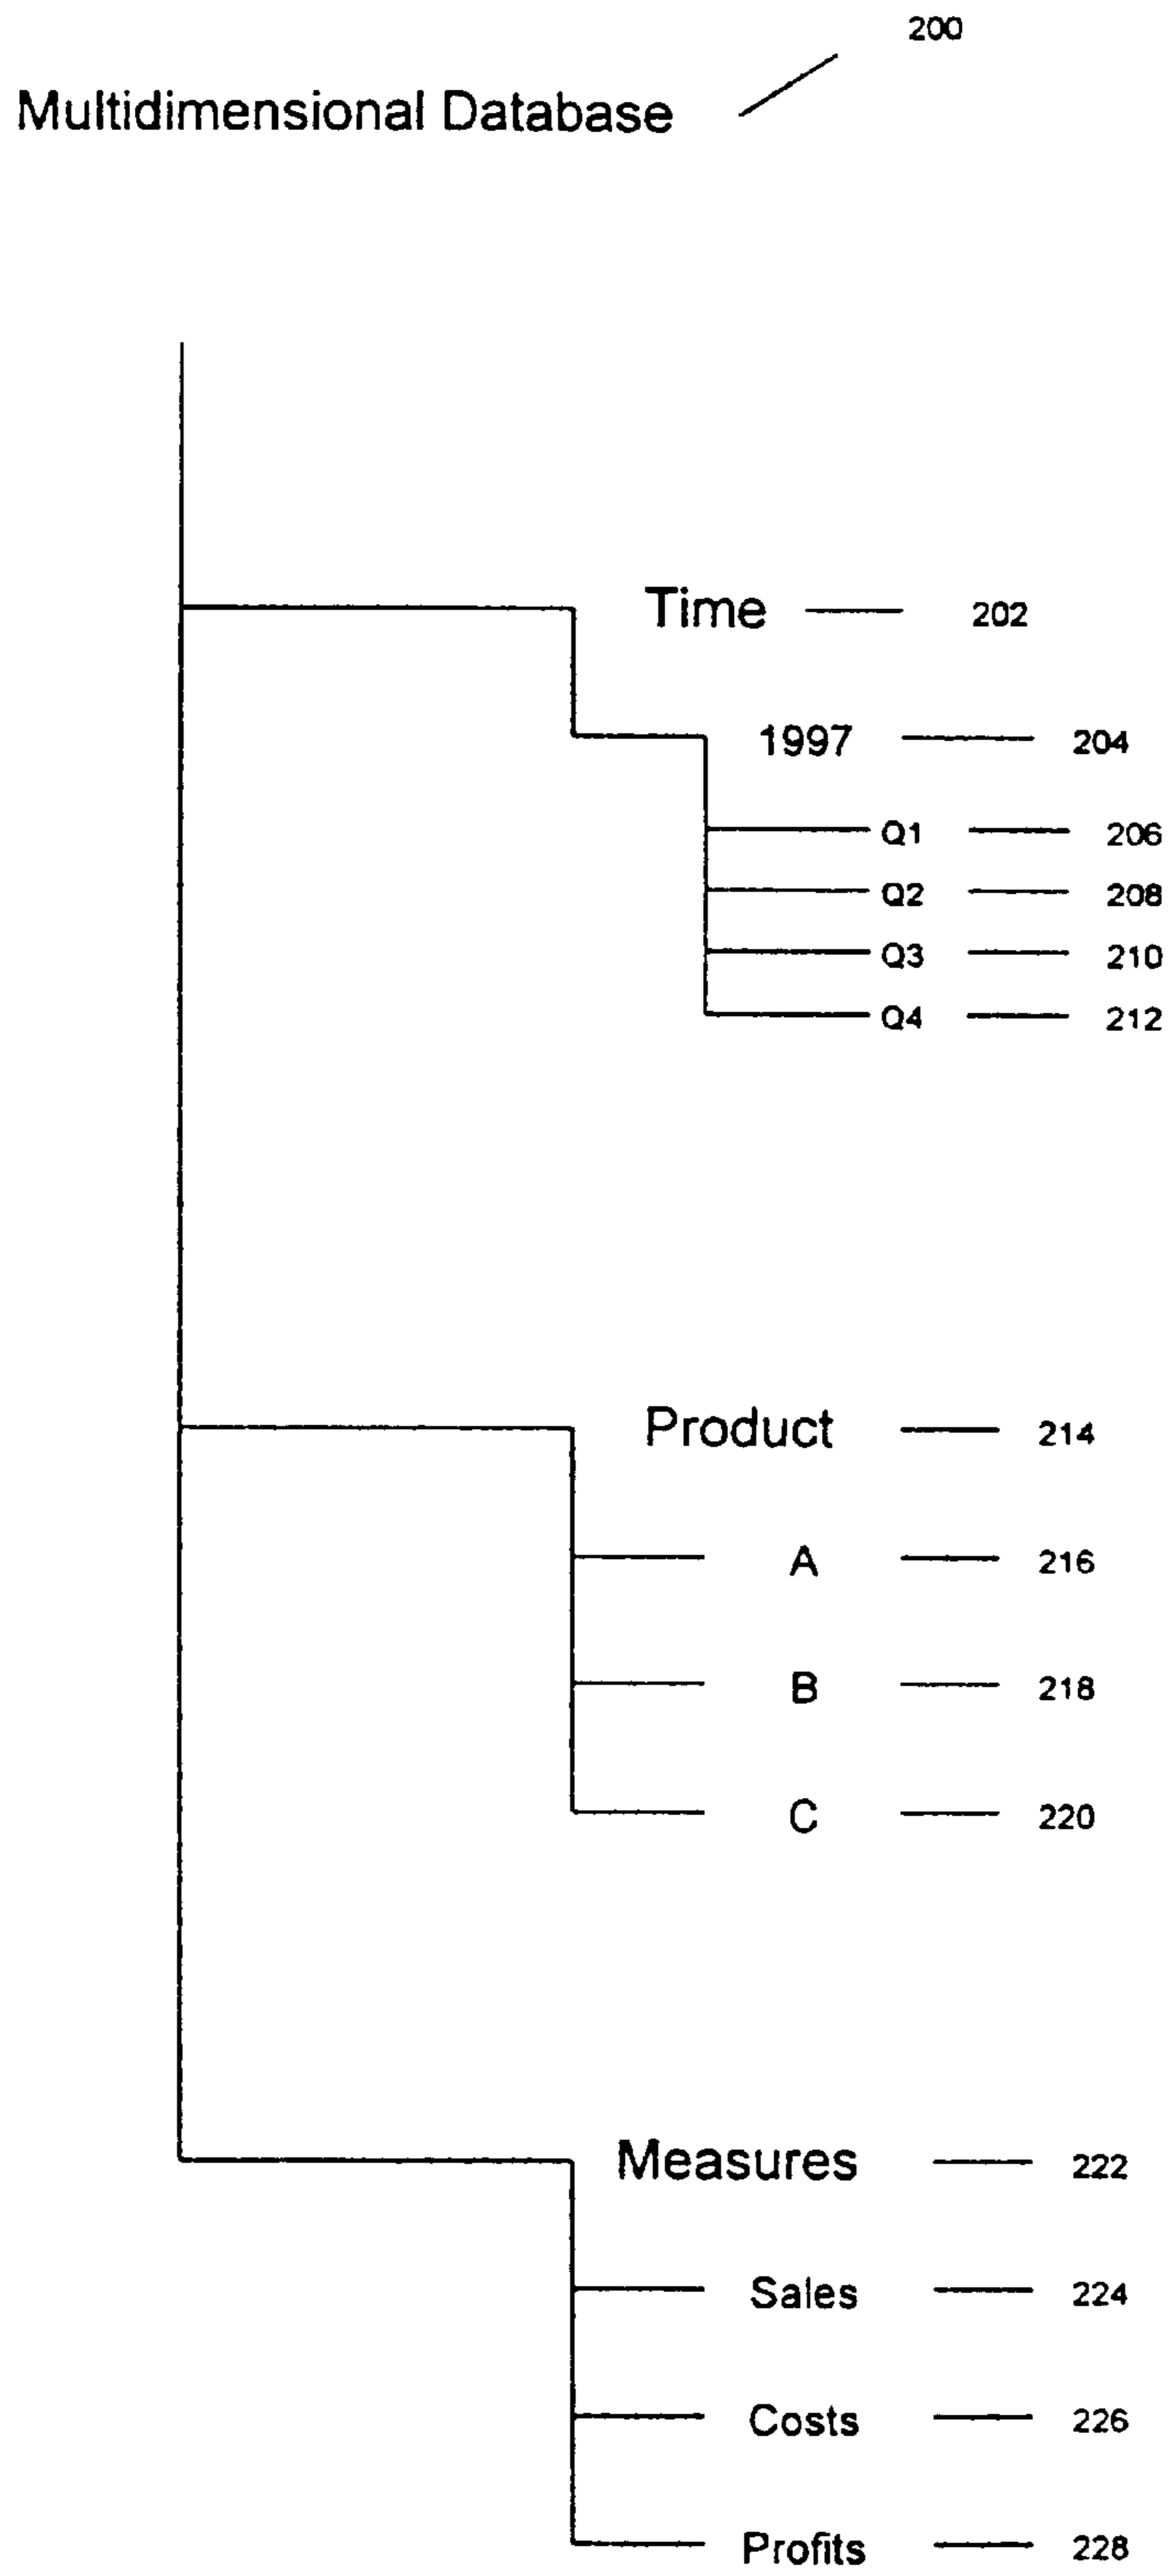 200
Multidimensional Database
Time 202
1997 204
Q1 206
Q2 208
Q3 210
Q4 212
Product 214
A 216
B 218
C 220
Measures 222
Sales 224
Costs 226
Profits 228